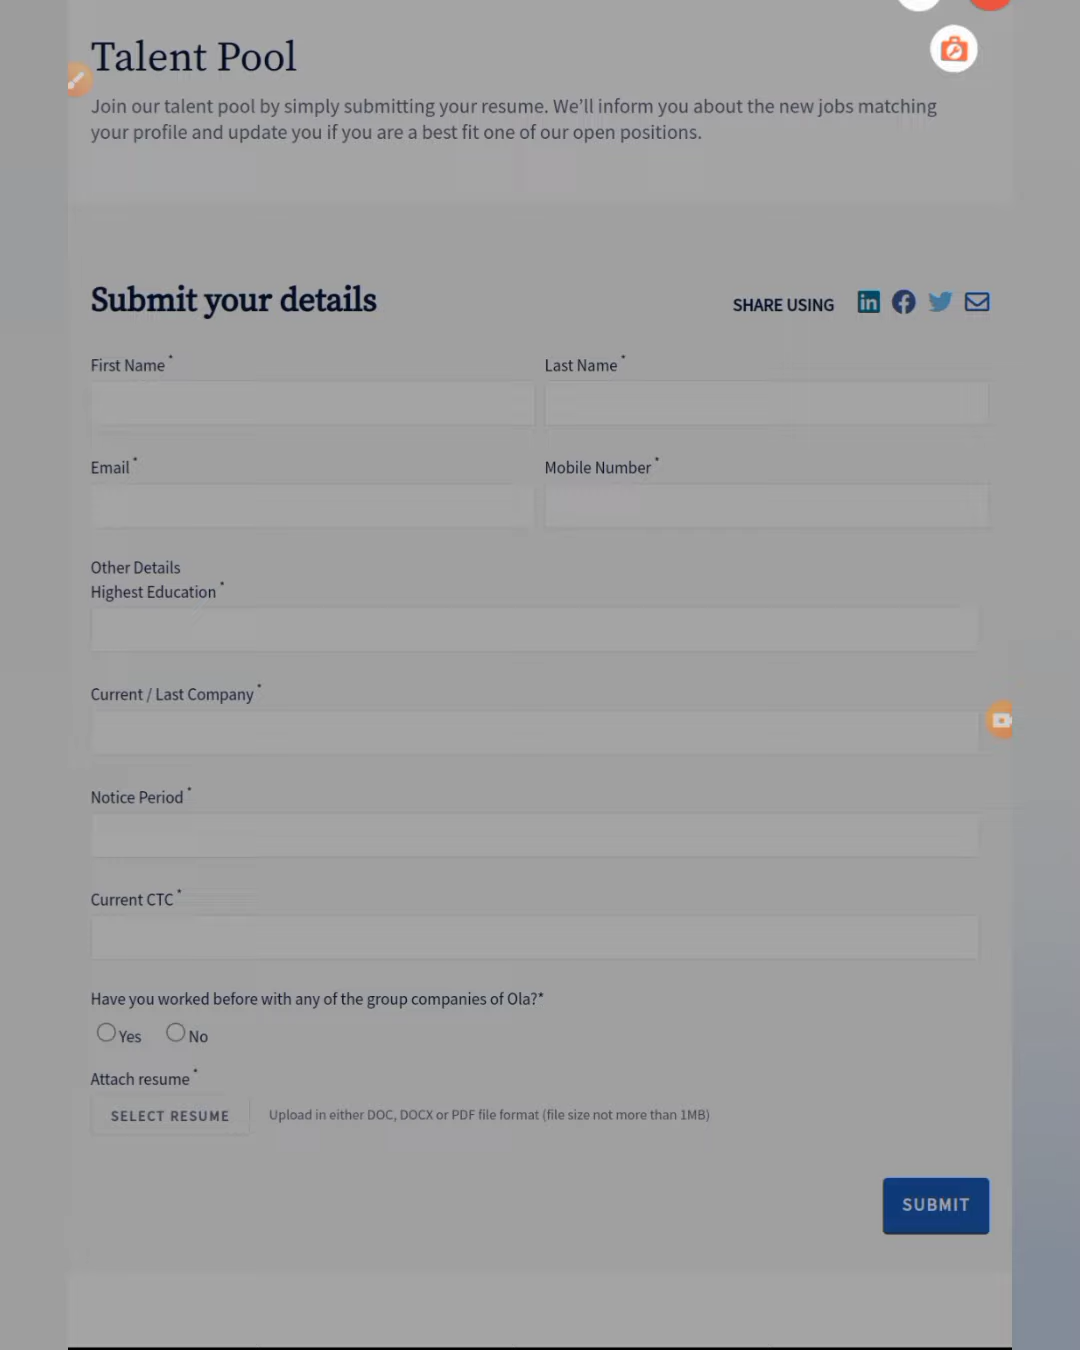 Talent Pool
Join our talent pool by simply submitting your resume. We'll inform you about the new jobs matching
your profile and update you if you are a best fit one of our open positions.
Submit your details
SHARE USING
First Name *
Last Name *
Email *
Mobile Number *
Other Details
Highest Education *
Current / Last Company *
Notice Period *
Current CTC *
Have you worked before with any of the group companies of Ola?*
Yes No
Attach resume *
SELECT RESUME Upload in either DOC, DOCX or PDF file format (file size not more than 1MB)
SUBMIT